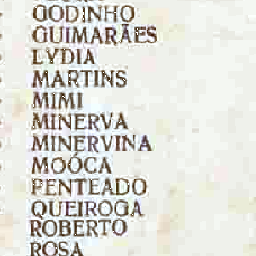 GODINHO
GUIMARÃES
LYDIA
MARTINS
MIMI
MINERVA
MINERVINA
MOÓCA
PENTEADO
QUEIROGA
ROBERTO
ROSA